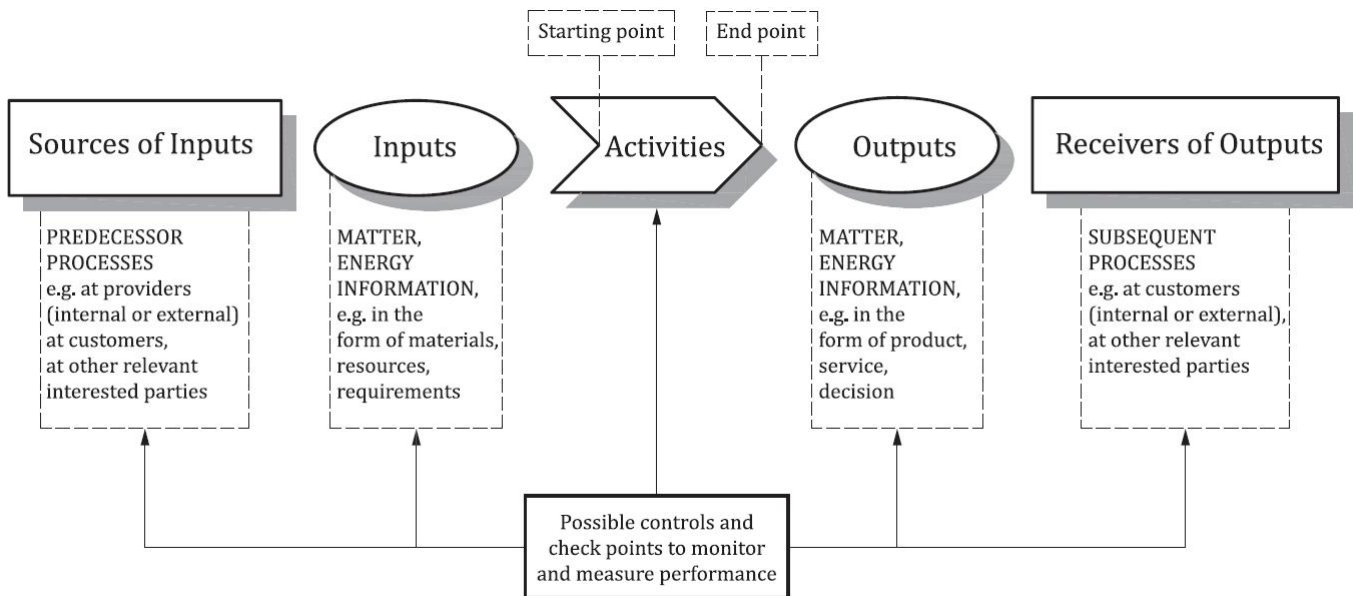 Starting point
End point
Sources of Inputs
Inputs
Activities
Outputs
Receivers of Outputs
PREDECESSOR
PROCESSES
e.g. at providers
(internal or external)
at customers,
at other relevant
interested parties
MATTER,
ENERGY
INFORMATION,
e.g. in the
form of materials,
resources,
requirements
MATTER,
ENERGY
INFORMATION,
e.g. in the
form of product,
service,
decision
SUBSEQUENT
PROCESSES
e.g. at customers
(internal or external),
at other relevant
interested parties
Possible controls and
check points to monitor
and measure performance